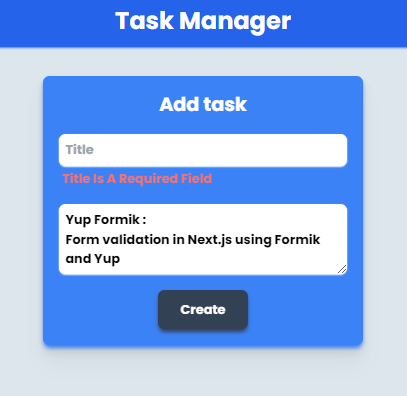 Task Manager
Add task
Title
Title Is A Required Field
Yup Formik :
Form validation in Next.js using Formik
and Yup
Create